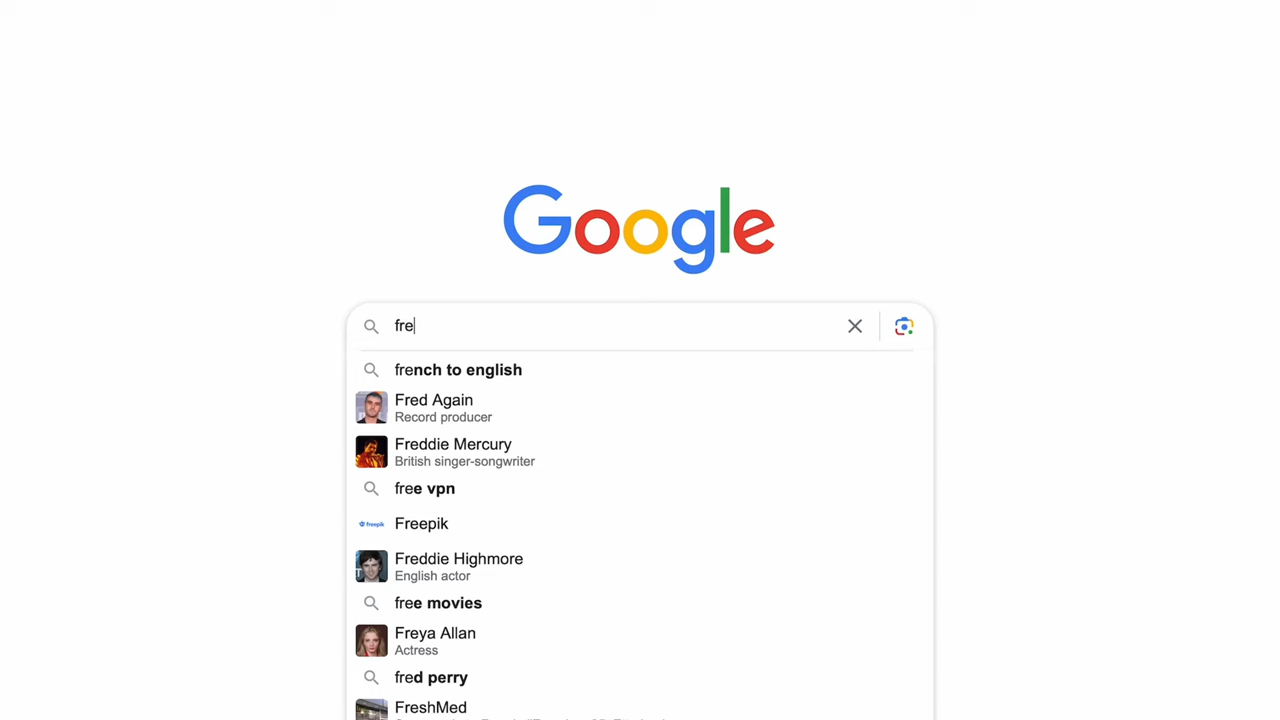 Google
fre
french to english
Fred Again
Record producer
Freddie Mercury
British singer-songwriter
free vpn
freepik Freepik
Freddie Highmore
English actor
free movies
Freya Allan
Actress
fred perry
FreshMed